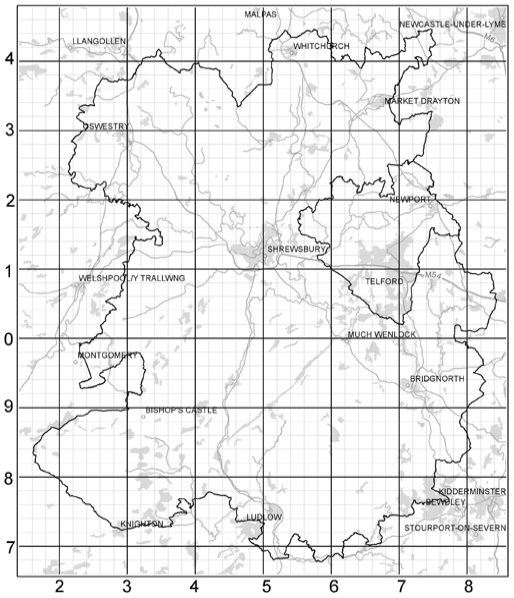 MALPAS
NEWCASTLE-UNDER-LYME
LLANGOLLEN
WHITCHURCH
M6
4
MARKET DRAYTON
OSWESTRY
3
2
NEWPORT
SHREWSBURY
1
WELSHPOOL/Y TRALLWNG
TELFORD
M54
0
MUCH WENLOCK
MONTGOMERY
BRIDGNORTH
9
BISHOP'S CASTLE
8
KIDDERMINSTER
BEWDLEY
LUDLOW
KNIGHTON
STOURPORT-ON-SEVERN
7
2 3 4 5 6 7 8